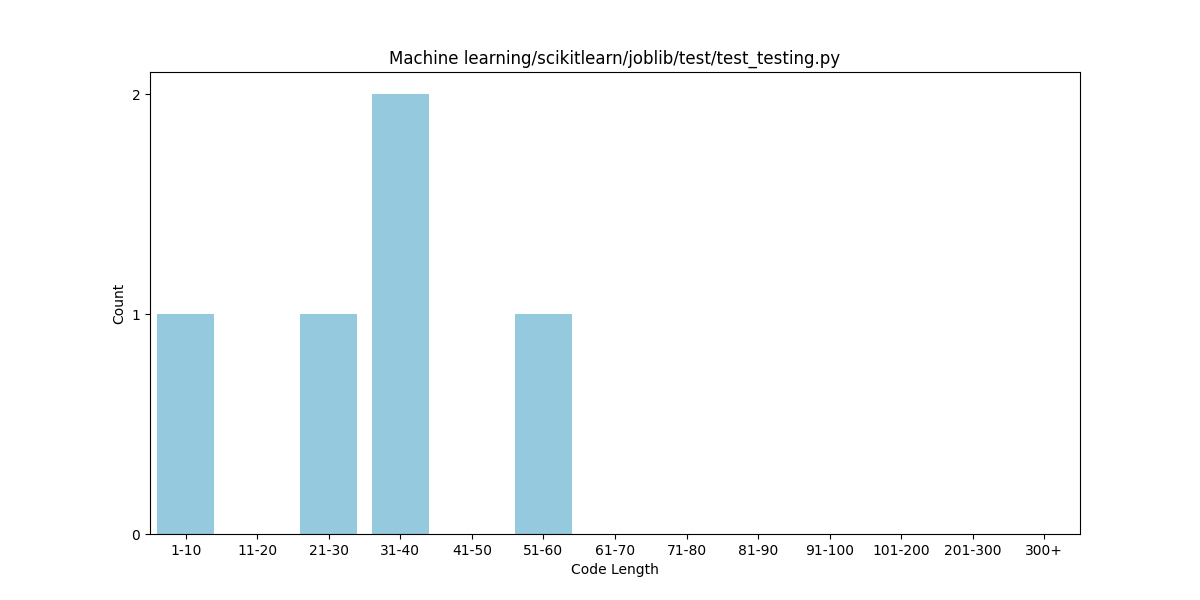 Machine learning/scikitlearn/joblib/test/test_testing.py
Count
2
1
0
1-10 11-20 21-30 31-40 41-50 51-60 61-70 71-80 81-90 91-100 101-200 201-300 300+
Code Length